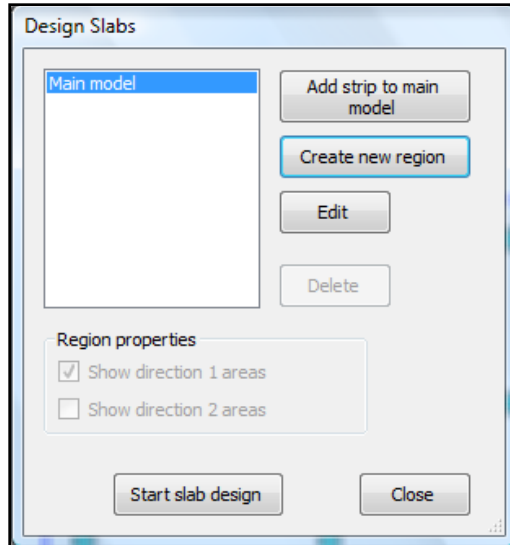 Design Slabs
Main model
Add strip to main
model
Create new region
Edit
Delete
Region properties
Show direction 1 areas
Show direction 2 areas
Start slab design
Close